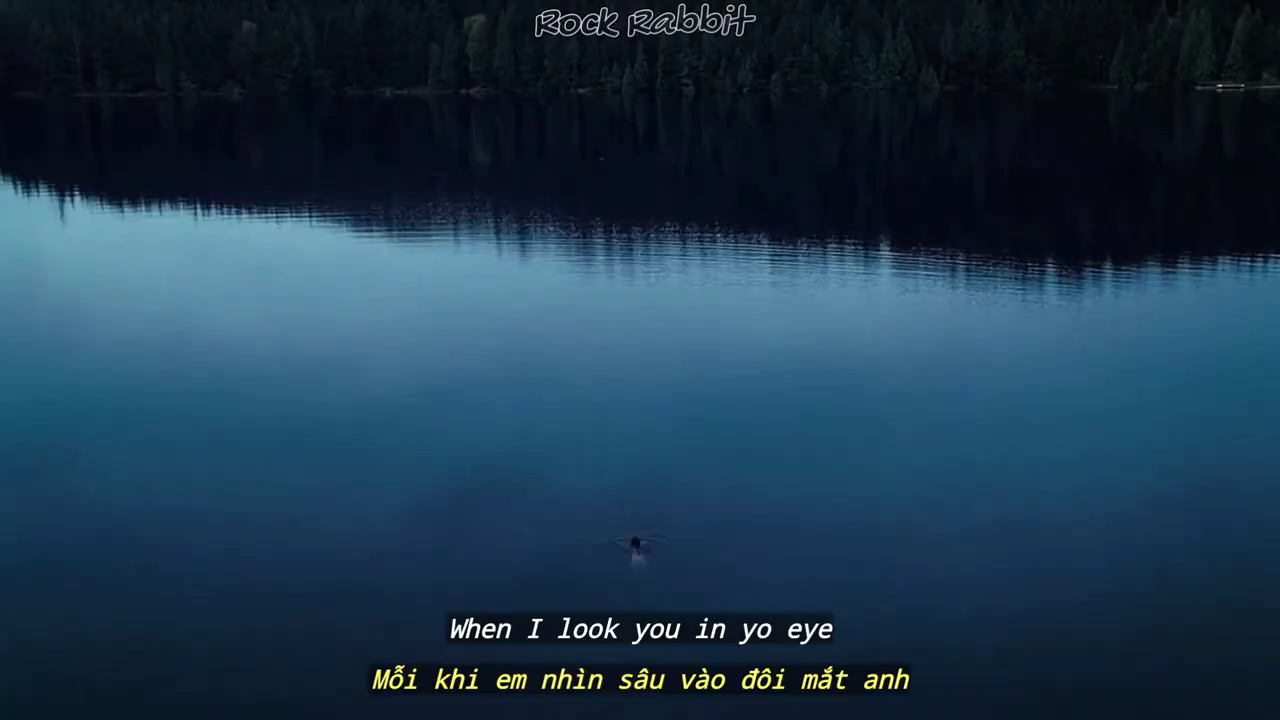 Rock Rabbit
When I look you in yo eye
Mỗi khi em nhìn sâu vào đôi mắt anh